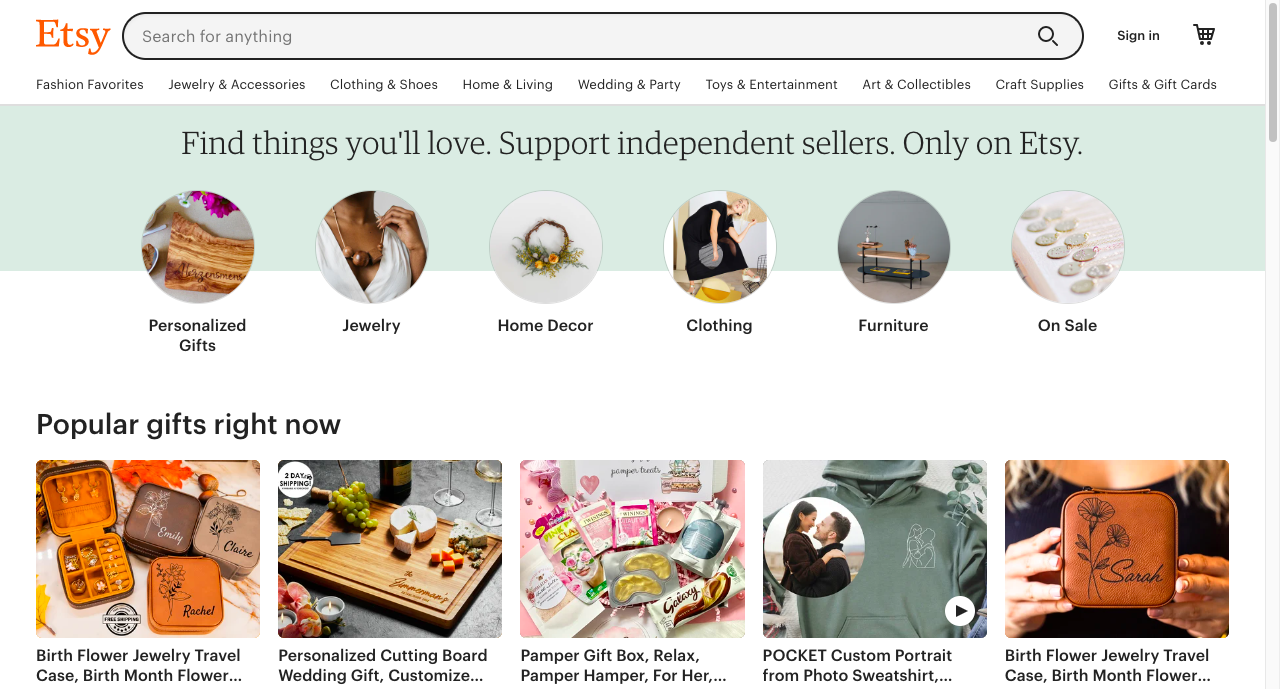 Etsy
Search for anything
Sign in
Fashion Favorites
Jewelry & Accessories
Clothing & Shoes
Home & Living
Wedding & Party
Toys & Entertainment
Art & Collectibles
Craft Supplies
Gifts & Gift Cards
Find things you'll love. Support independent sellers. Only on Etsy.
Herzensmensch
Personalized
Gifts
Jewelry
Home Decor
Clothing
Furniture
On Sale
Popular gifts right now
Emily
Claire
Rachel
FREE SHIPPING
2 DAY
SHIPPING!
The
Zimmerman's
pamper treats
TWININGS
TWININGS
Galaxy
Sarah
Birth Flower Jewelry Travel
Case, Birth Month Flower...
Personalized Cutting Board
Wedding Gift, Customize...
Pamper Gift Box, Relax,
Pamper Hamper, For Her,...
POCKET Custom Portrait
from Photo Sweatshirt,...
Birth Flower Jewelry Travel
Case, Birth Month Flower...